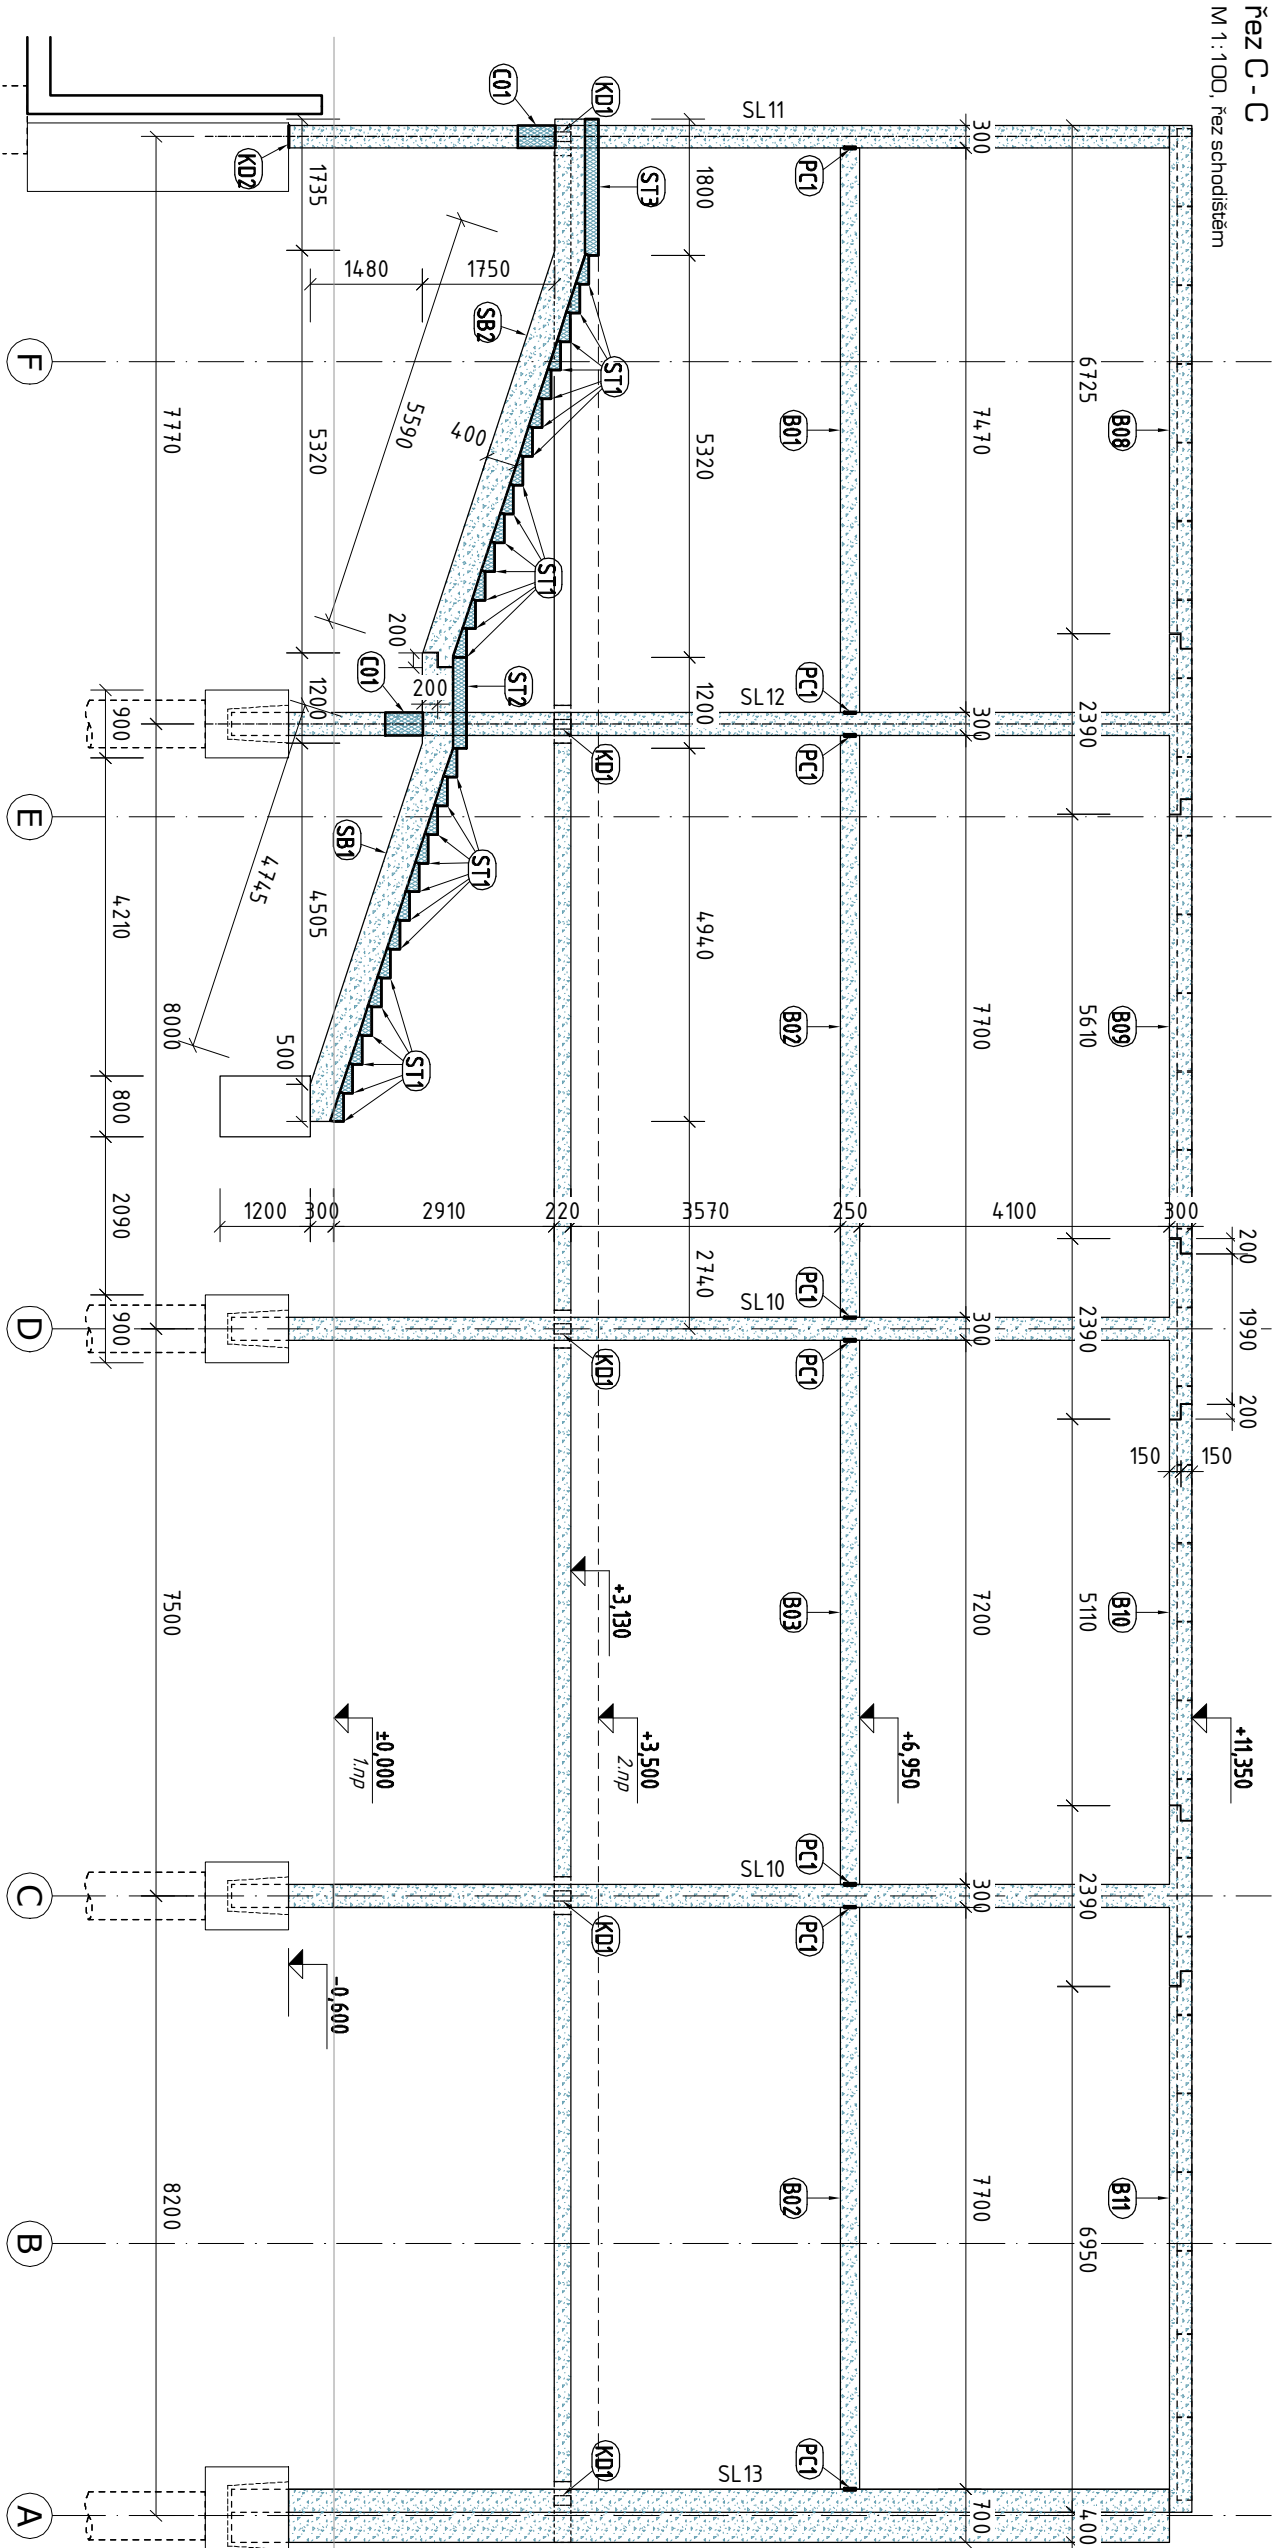 řez C - C
M 1:100, řez schodištěm
200
1990
200
150
150
+11,350
B08
B09
B10
B11
6725
2390
5610
2390
5110
2390
6950
400
300
7470
300
7700
300
7200
300
7700
700
4100
+6,950
PC1
PC1
PC1
PC1
PC1
PC1
PC1
PC1
B01
B02
B03
B02
250
SL11
SL12
SL10
SL10
SL13
1800
5320
1200
4940
2740
3570
300
+3,500
2.np
+3,130
ST3
ST1
ST1
ST2
ST1
ST1
KD1
KD1
KD1
KD1
KD1
220
C01
C01
SB2
SB1
400
200
200
1480
1750
5590
4745
2910
±0,000
1.np
-0,600
1735
5320
1200
4505
500
300
1200
KD2
7770
8000
7500
8200
900
4210
800
2090
900
F
E
D
C
B
A